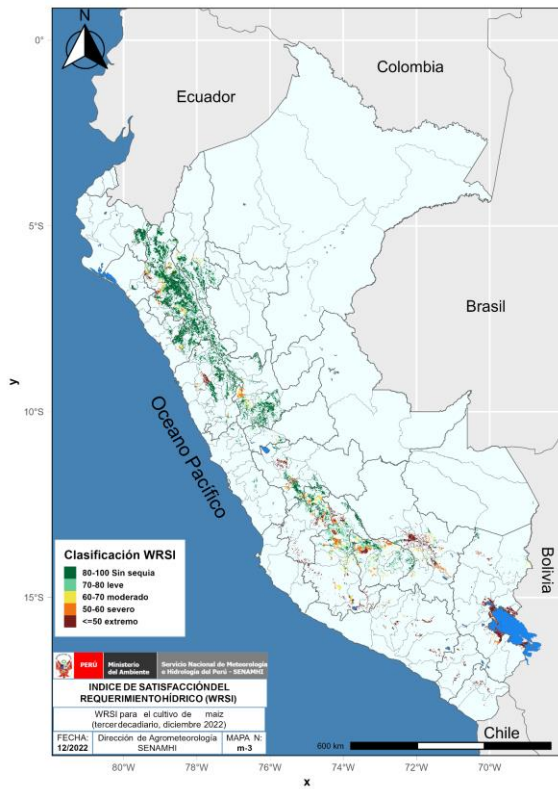 N
Colombia
Ecuador
Brasil
Oceano Pacífico
Bolivia
Chile
0°
5°S
10°S
15°S
y
Clasificación WRSI
80-100 Sin sequia
70-80 leve
60-70 moderado
50-60 severo
<=50 extremo
PERÚ
Ministerio
del Ambiente
Servicio Nacional de Meteorología
e Hidrología del Perú - SENAMHI
INDICE DE SATISFACCIÓNDEL
REQUERIMIENTOHÍDRICO (WRSI)
WRSI para el cultivo de maiz
(tercerdecadiario, diciembre 2022)
FECHA: Dirección de Agrometeorología MAPA N:
12/2022 SENAMHI m-3
600 km
80°W 78°W 76°W 74°W 72°W 70°W
x